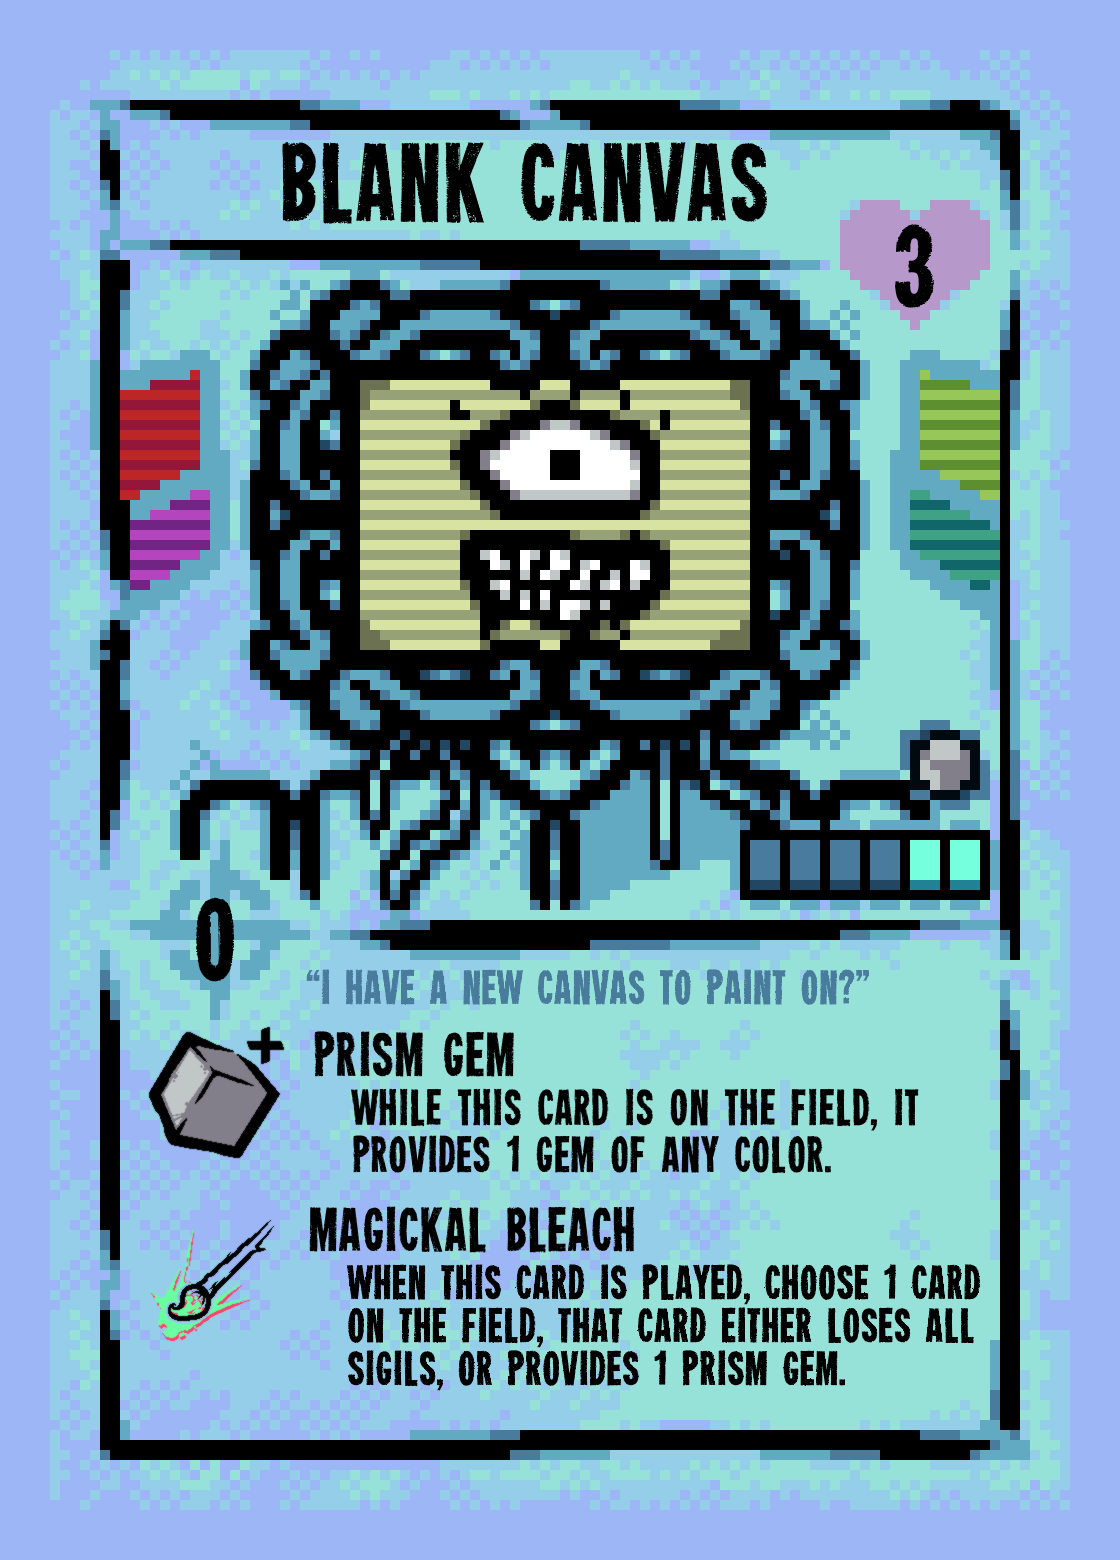 BLANK CANVAS
3
0
“I HAVE A NEW CANVAS TO PAINT ON?”
+
PRISM GEM
WHILE THIS CARD IS ON THE FIELD, IT
PROVIDES 1 GEM OF ANY COLOR.
MAGICKAL BLEACH
WHEN THIS CARD IS PLAYED, CHOOSE 1 CARD
ON THE FIELD, THAT CARD EITHER LOSES ALL
SIGILS, OR PROVIDES 1 PRISM GEM.